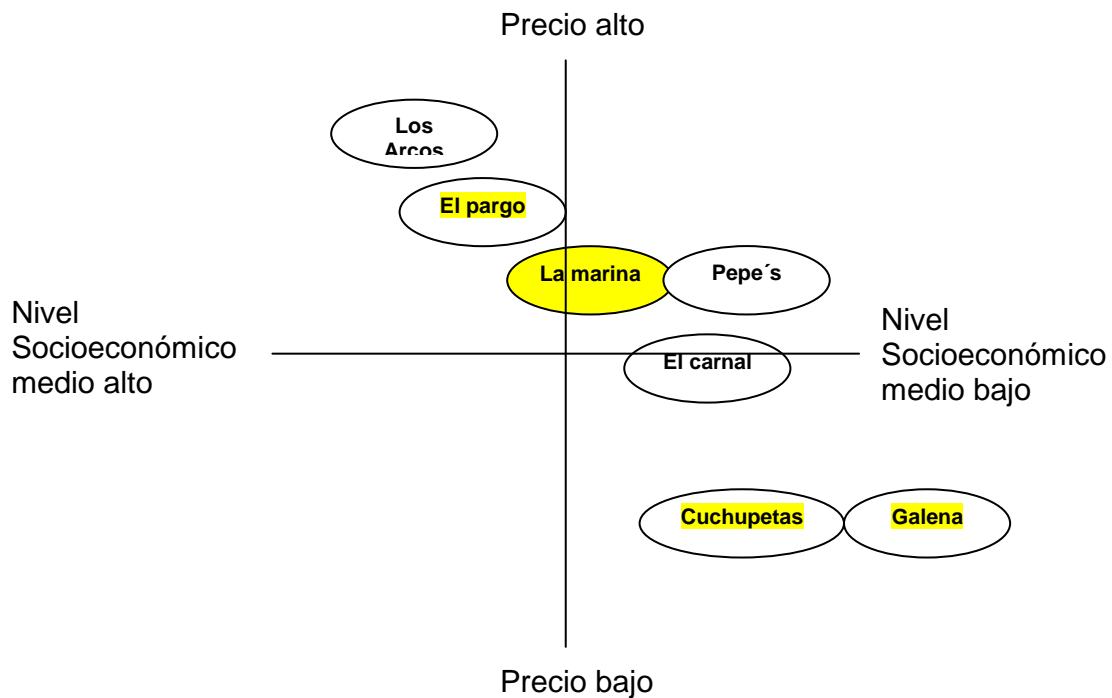 Precio alto
Los
Arcos
El pargo
La marina
Pepe´s
Nivel
Socioeconómico
medio alto
El carnal
Nivel
Socioeconómico
medio bajo
Cuchupetas
Galena
Precio bajo